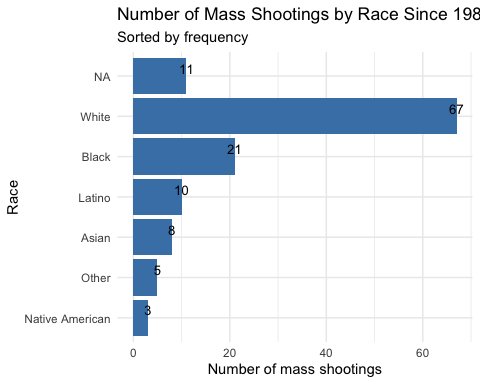 Number of Mass Shootings by Race Since 198
Sorted by frequency
NA
11
White
67
Black
21
Latino
10
Asian
8
Other
5
Native American
3
Race
0
20
40
60
Number of mass shootings